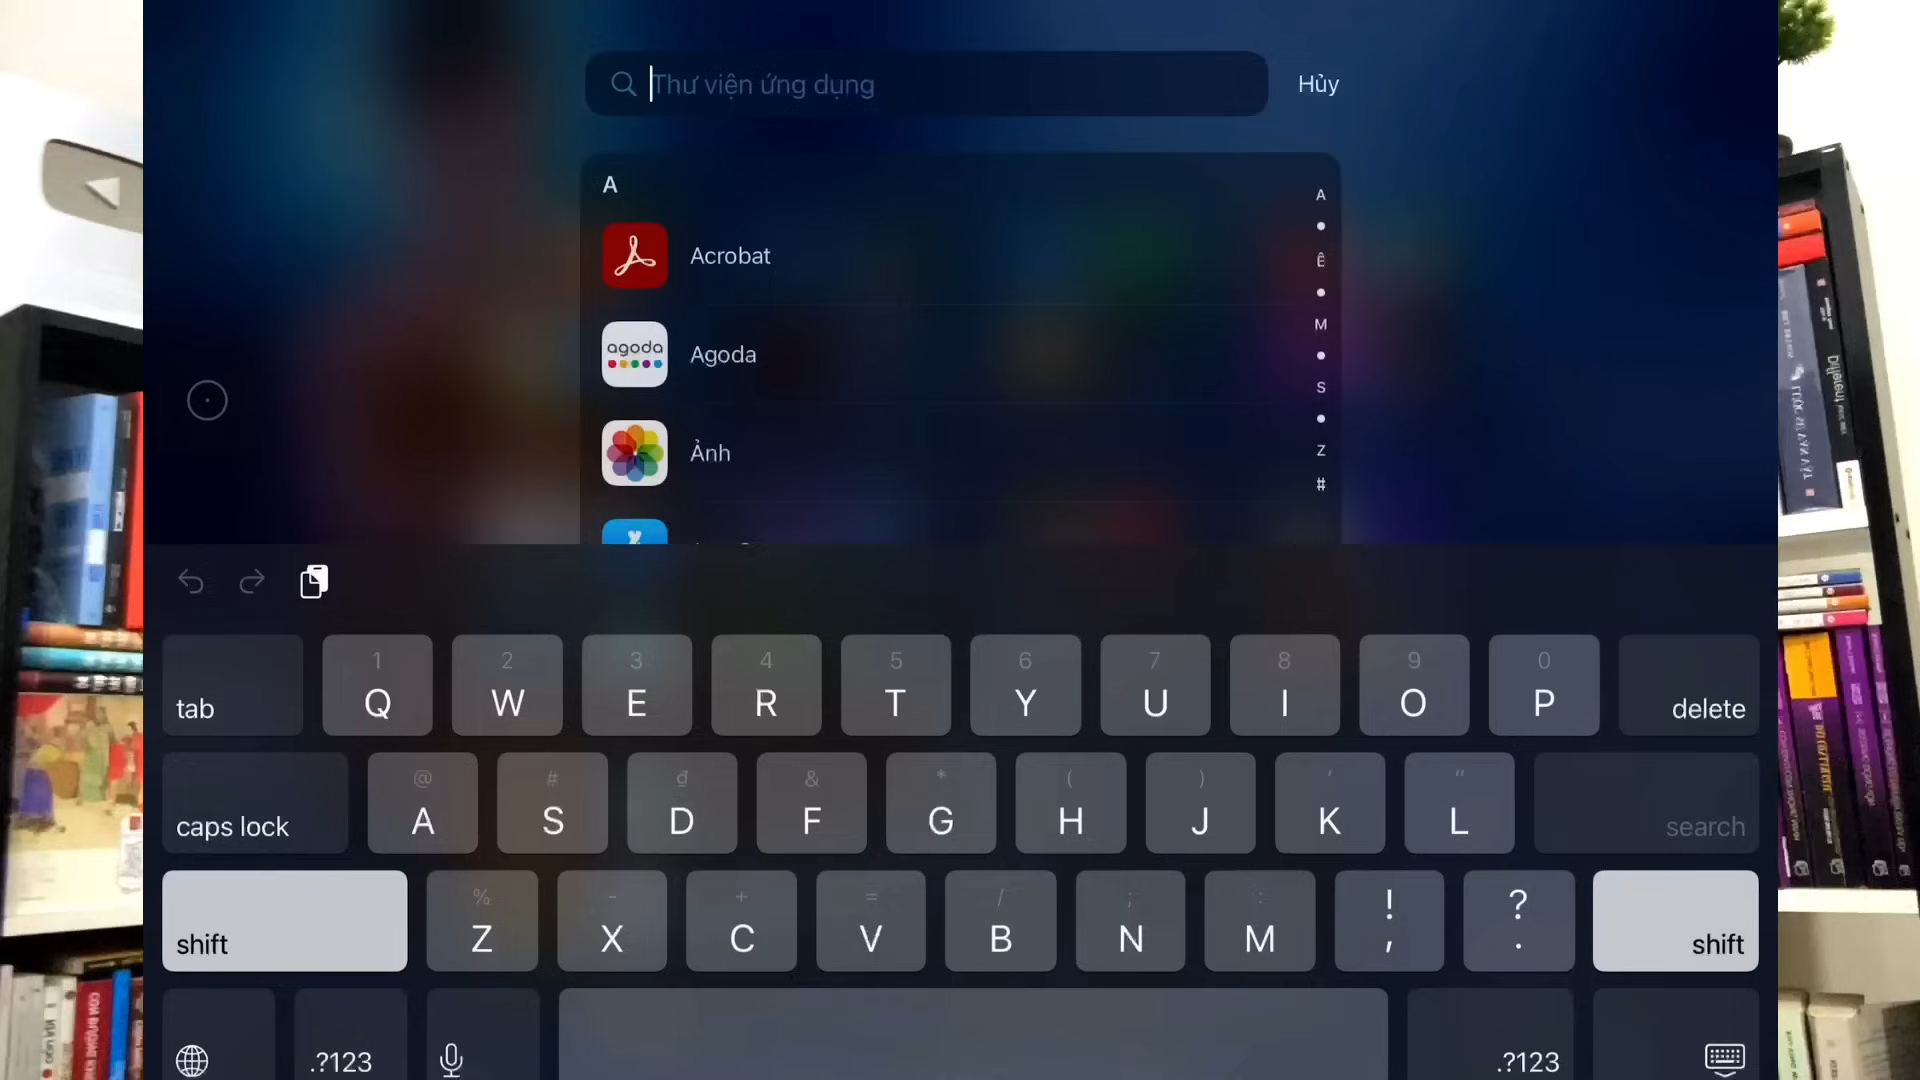 Thư viện ứng dụng
Hủy
A
Acrobat
agoda
Agoda
Ảnh
A
Ê
M
S
Z
#
1 2 3 4 5 6 7 8 9 0
tab Q W E R T Y U I O P delete
@ # ₫ & * ( ) ' "
caps lock A S D F G H J K L search
% - + = / ; : ! ?
shift Z X C V B N M , . shift
.?123 .?123